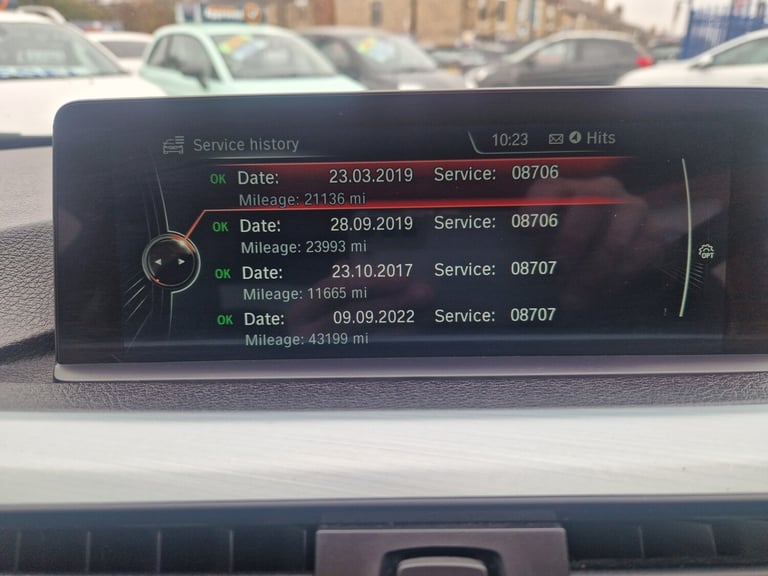 Service history 10:23 Hits
OK Date: 23.03.2019 Service: 08706
Mileage: 21136 mi
OK Date: 28.09.2019 Service: 08706
Mileage: 23993 mi
OK Date: 23.10.2017 Service: 08707
Mileage: 11665 mi
OPT
OK Date: 09.09.2022 Service: 08707
Mileage: 43199 mi